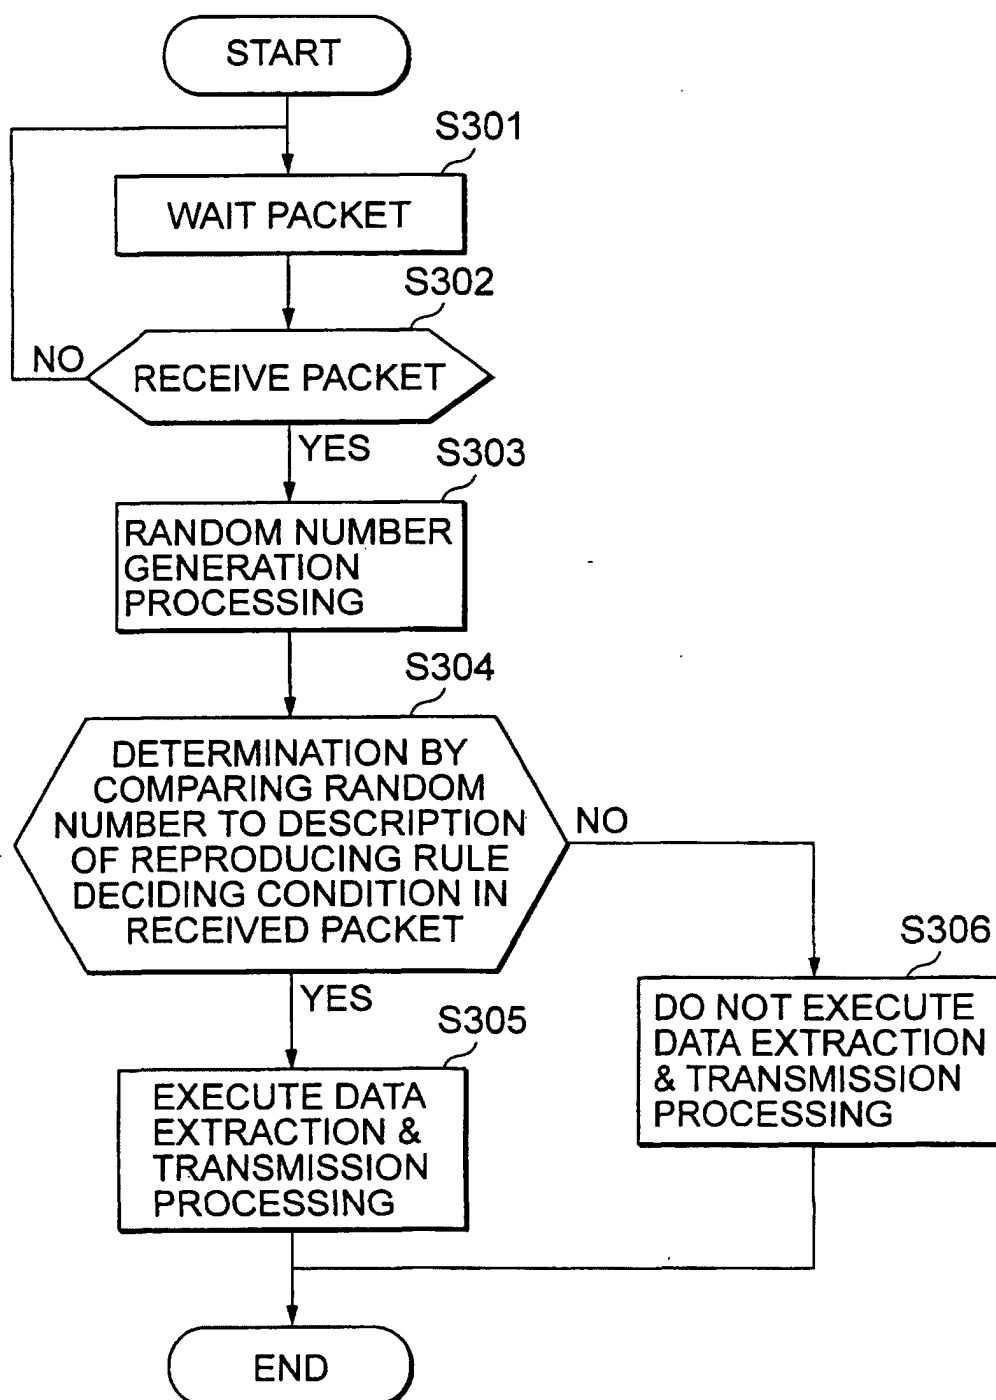 START
S301
WAIT PACKET
S302
NO
RECEIVE PACKET
YES
S303
RANDOM NUMBER
GENERATION
PROCESSING
S304
DETERMINATION BY
COMPARING RANDOM
NUMBER TO DESCRIPTION
OF REPRODUCING RULE
DECIDING CONDITION IN
RECEIVED PACKET
NO
YES
S305
EXECUTE DATA
EXTRACTION &
TRANSMISSION
PROCESSING
S306
DO NOT EXECUTE
DATA EXTRACTION
& TRANSMISSION
PROCESSING
END